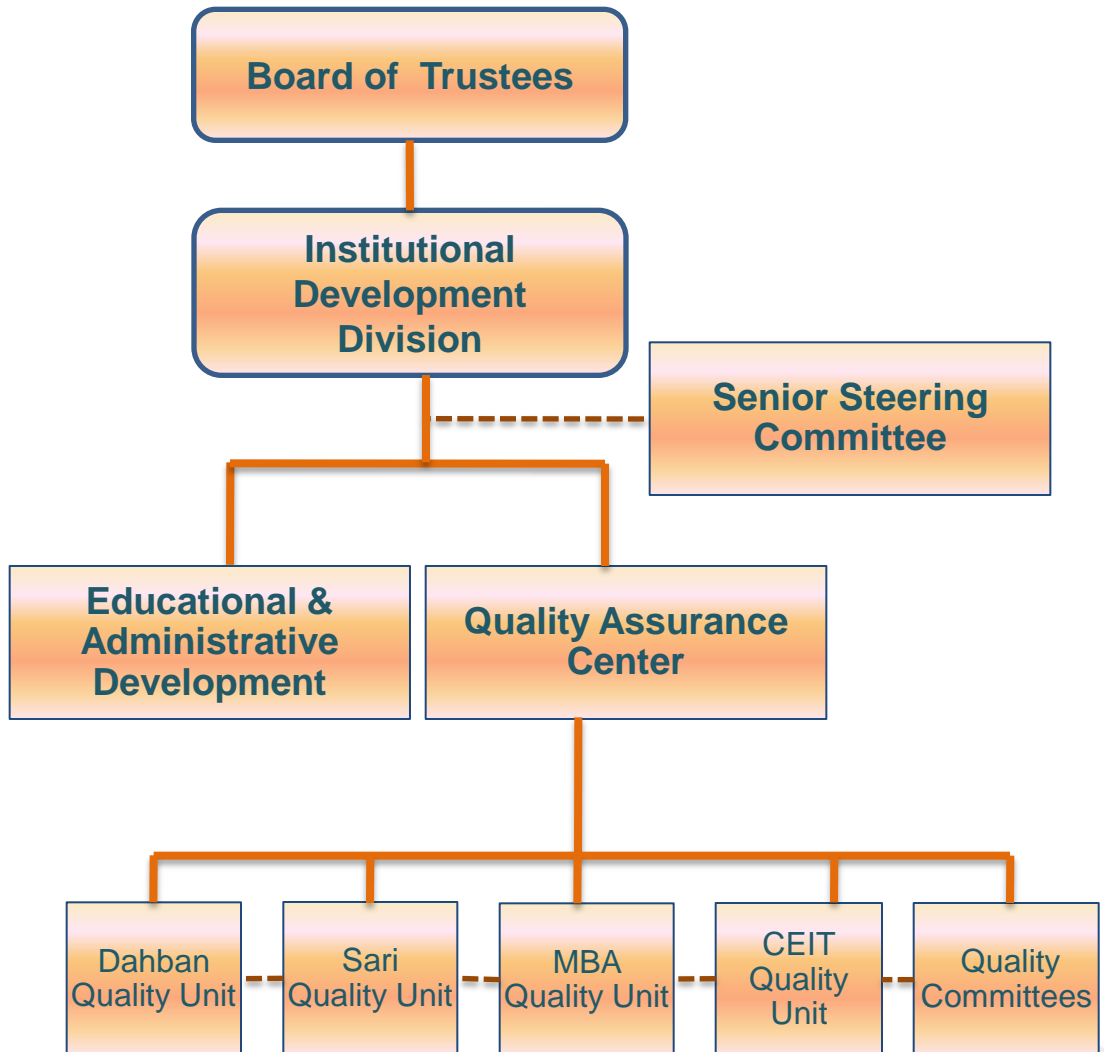 Board of Trustees
Institutional
Development
Division
Senior Steering
Committee
Educational &
Administrative
Development
Quality Assurance
Center
Dahban
Quality Unit
Sari
Quality Unit
MBA
Quality Unit
CEIT
Quality
Unit
Quality
Committees